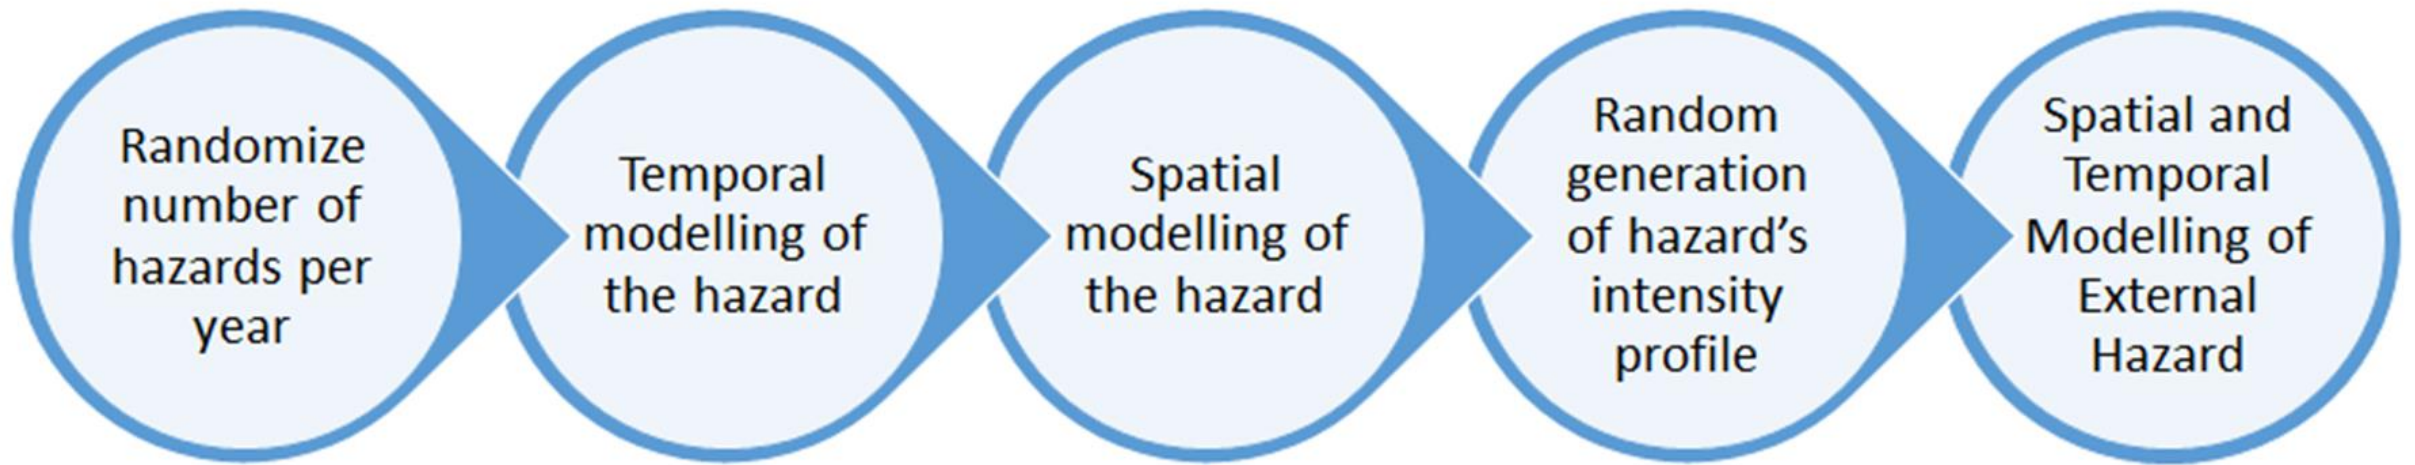 Randomize
number of
hazards per
year
Temporal
modelling of
the hazard
Spatial
modelling of
the hazard
Random
generation
of hazard’s
intensity
profile
Spatial and
Temporal
Modelling of
External
Hazard